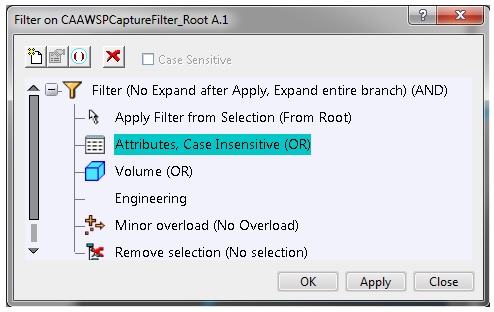 Filter on CAAWSPCaptureFilter_Root A.1
Case Sensitive
Filter (No Expand after Apply, Expand entire branch) (AND)
Apply Filter from Selection (From Root)
Attributes, Case Insensitive (OR)
Volume (OR)
Engineering
Minor overload (No Overload)
Remove selection (No selection)
OK Apply Close